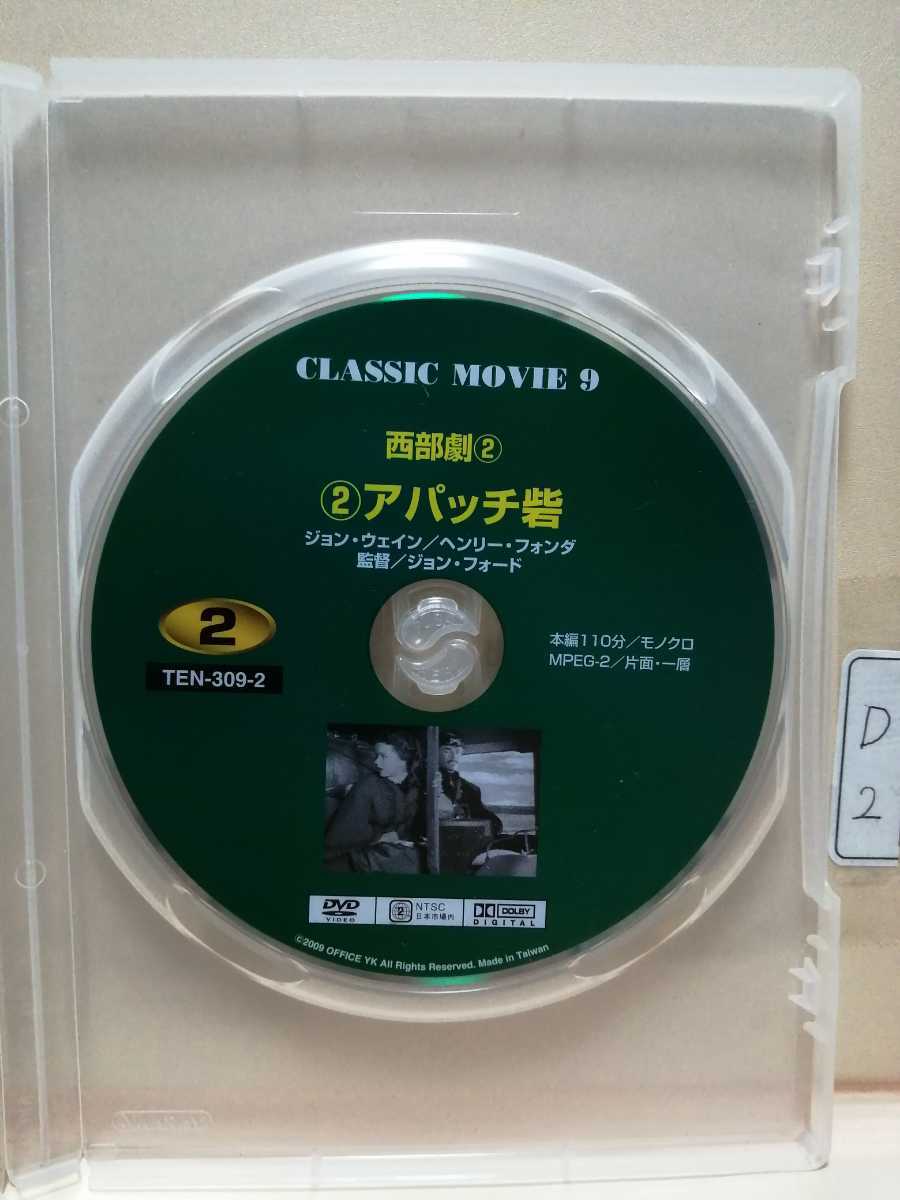 CLASSIC MOVIE 9
西部劇②
②アパッチ砦
ジョン・ウェイン／ヘンリー・フォンダ
監督／ジョン・フォード
2
TEN-309-2
本編110分／モノクロ
MPEG-2／片面・一層
DVD
VIDEO
2
NTSC
日本市場内
DOLBY
DIGITAL
©2009 OFFICE YK All Rights Reserved. Made in Taiwan
D
2